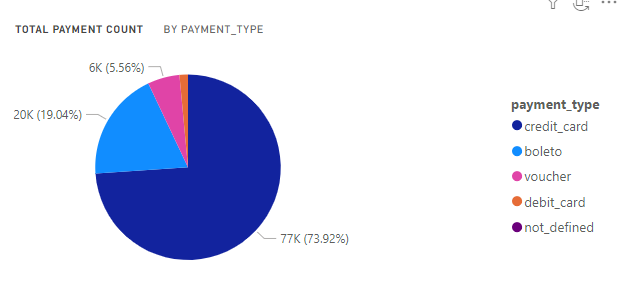 TOTAL PAYMENT COUNT BY PAYMENT_TYPE
6K (5.56%)
20K (19.04%)
77K (73.92%)
payment_type
credit_card
boleto
voucher
debit_card
not_defined